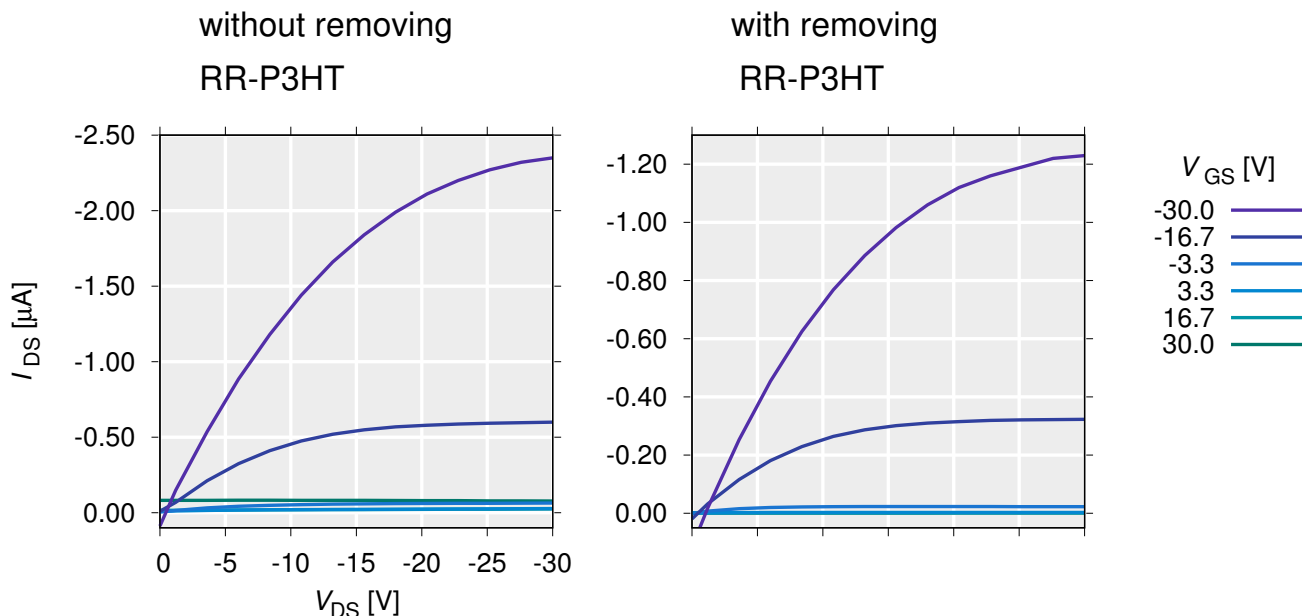 without removing
RR-P3HT
with removing
RR-P3HT
-2.50
-2.00
-1.50
-1.00
-0.50
0.00
I DS [µA]
0 -5 -10 -15 -20 -25 -30
VDS [V]
-1.20
-1.00
-0.80
-0.60
-0.40
-0.20
0.00
V GS [V]
-30.0
-16.7
-3.3
3.3
16.7
30.0